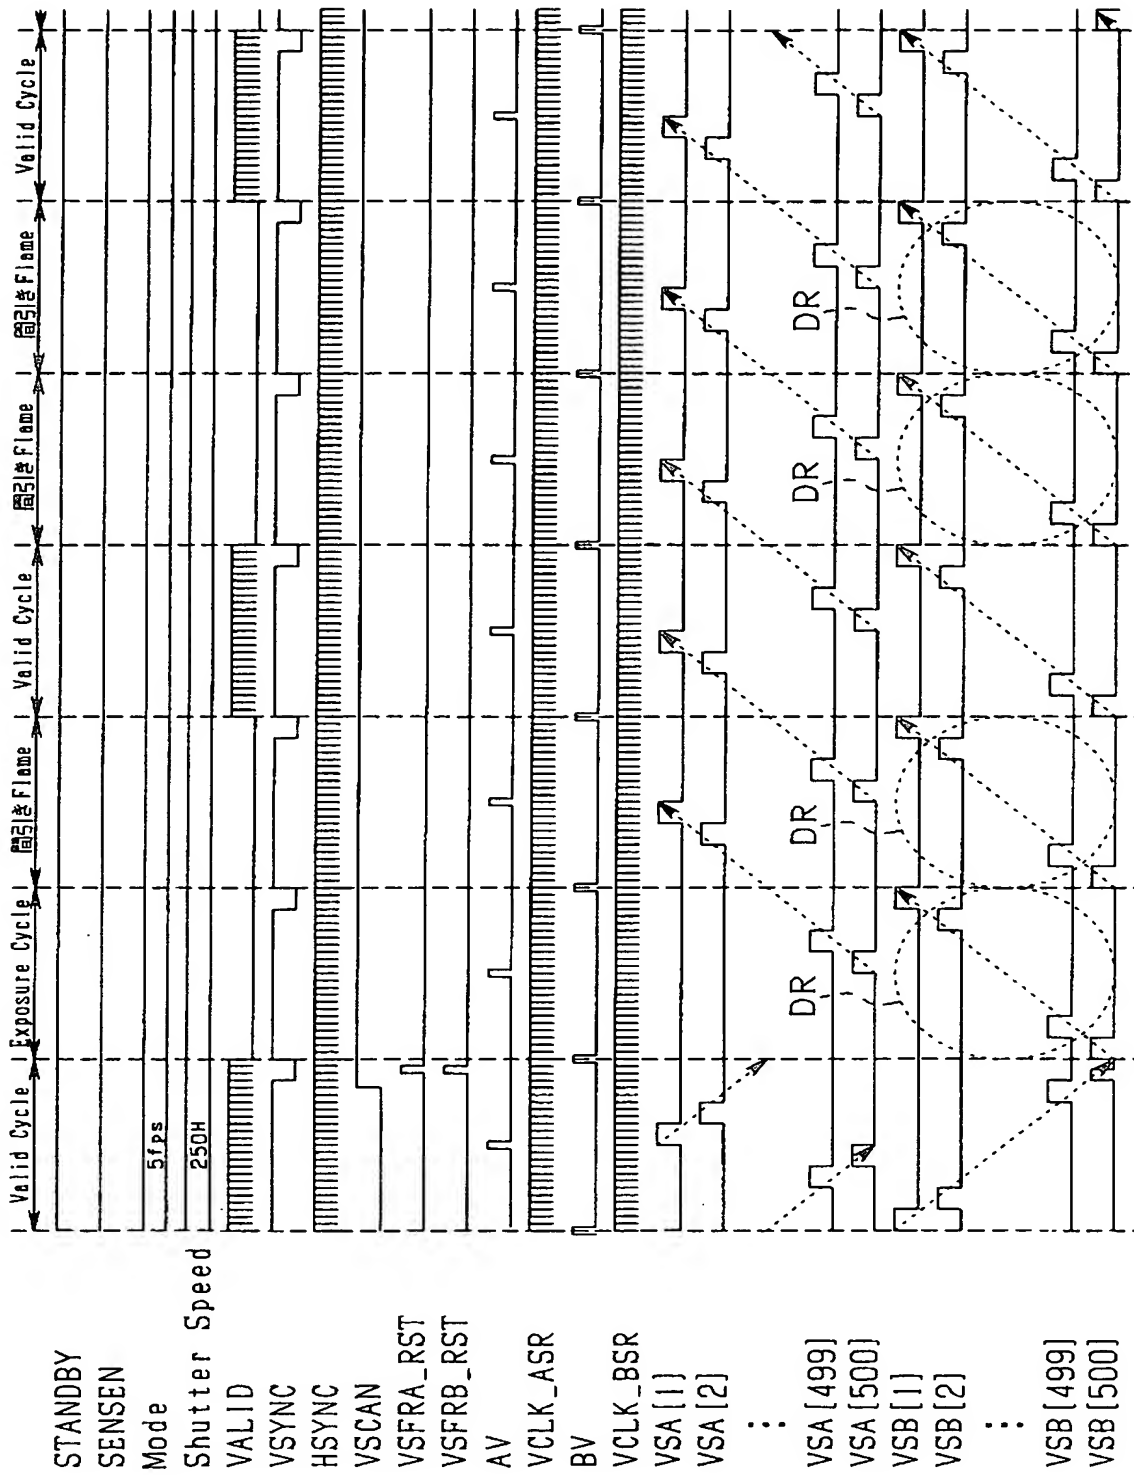 Valid Cycle
Exposure Cycle
間引きFlame
Valid Cycle
間引きFlame
間引きFlame
Valid Cycle
STANDBY
SENSEN
Mode
5fps
Shutter Speed
250H
VALID
VSYNC
HSYNC
VSCAN
VSFRA_RST
VSFRB_RST
AV
VCLK_ASR
BV
VCLK_BSR
VSA[1]
VSA[2]
⋮
VSA[499]
VSA[500]
DR
DR
DR
DR
VSB[1]
VSB[2]
⋮
VSB[499]
VSB[500]